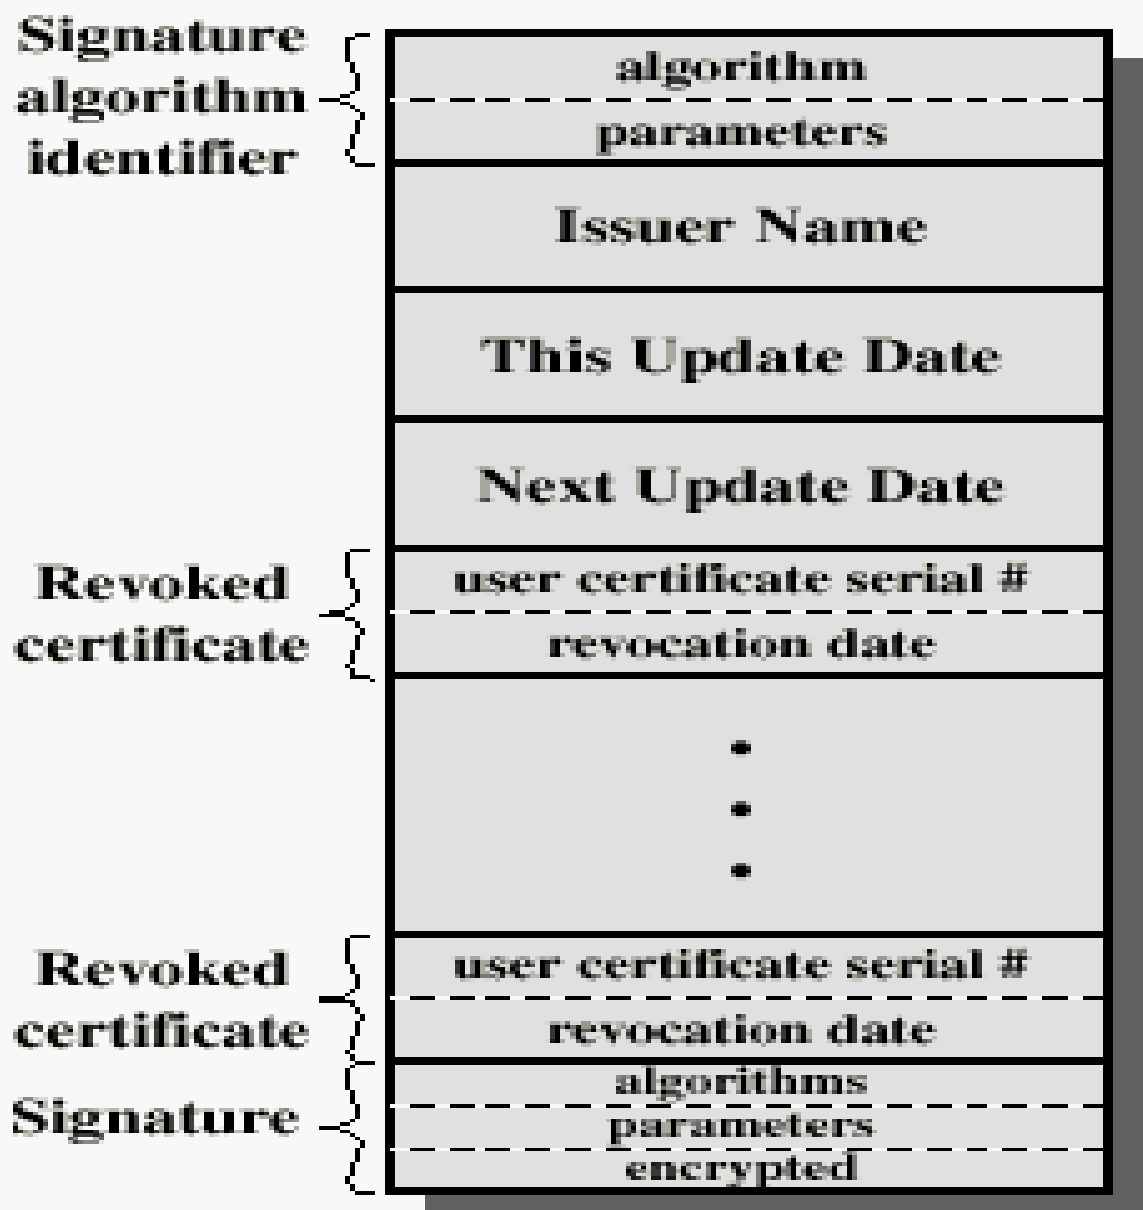 Signature
algorithm
identifier
algorithm
parameters
Issuer Name
This Update Date
Next Update Date
Revoked
certificate
user certificate serial #
revocation date
Revoked
certificate
user certificate serial #
revocation date
Signature
algorithms
parameters
encrypted